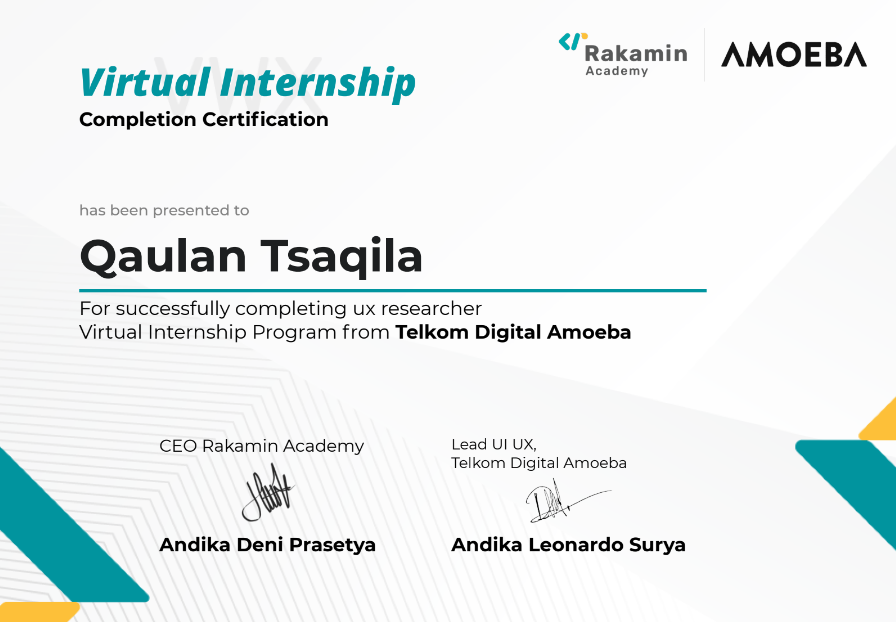 Rakamin
Academy
AMOEBA
VWX
Virtual Internship
Completion Certification
has been presented to
Qaulan Tsaqila
For successfully completing ux researcher
Virtual Internship Program from Telkom Digital Amoeba
CEO Rakamin Academy
Andika Deni Prasetya
Lead UI UX,
Telkom Digital Amoeba
Andika Leonardo Surya